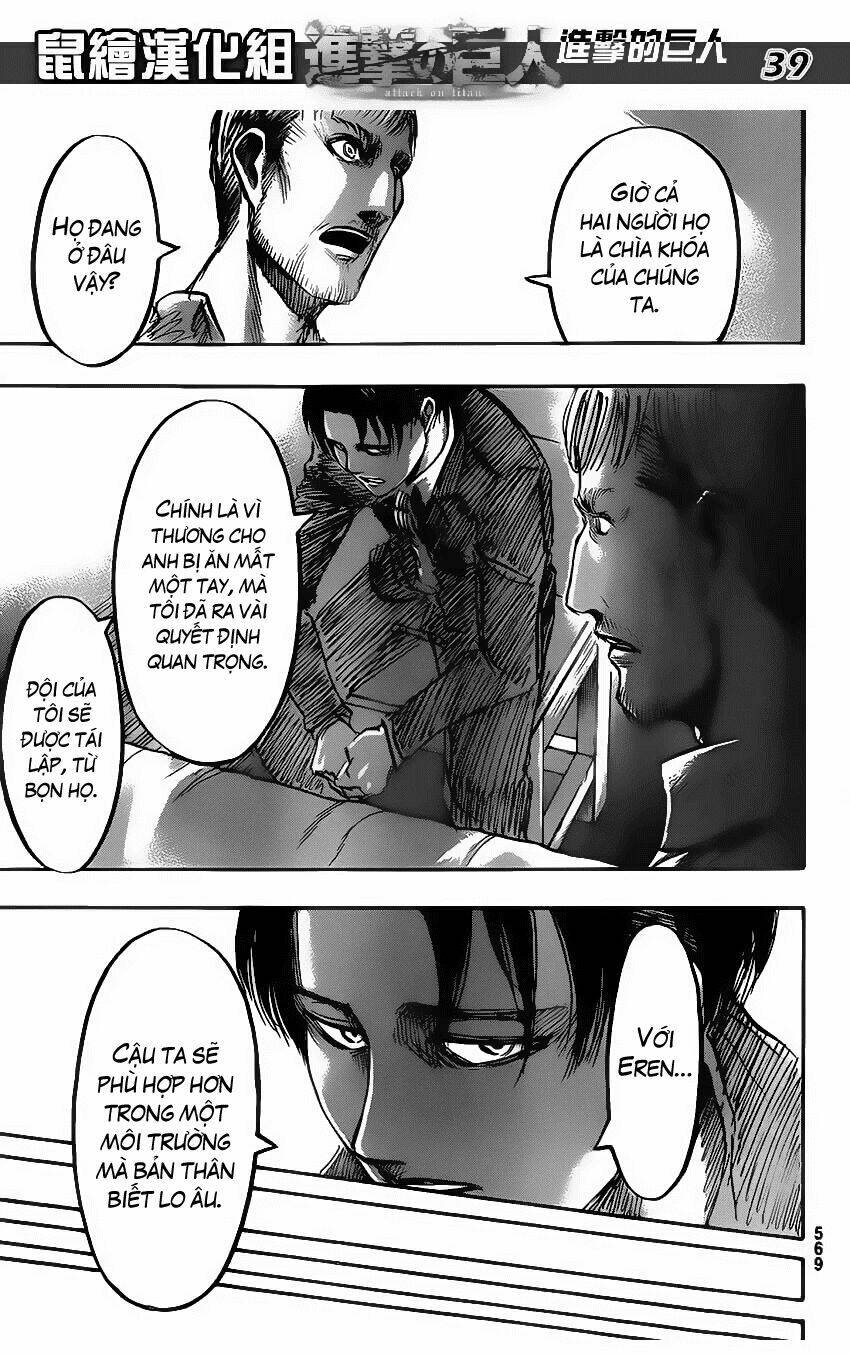 鼠繪漢化組
進撃の巨人
attack on titan
進擊的巨人
39
GIỜ CẢ
HAI NGƯỜI HỌ
LÀ CHÌA KHÓA
CỦA CHÚNG
TA.
HỌ ĐANG
Ở ĐÂU
VẬY?
CHÍNH LÀ VÌ
THƯƠNG CHO
ANH BỊ ĂN MẤT
MỘT TAY, MÀ
TÔI ĐÃ RA VÀI
QUYẾT ĐỊNH
QUAN TRỌNG.
ĐỘI CỦA
TÔI SẼ
ĐƯỢC TÁI
LẬP, TỪ
BỌN HỌ.
VỚI
EREN...
CẬU TA SẼ
PHÙ HỢP HƠN
TRONG MỘT
MÔI TRƯỜNG
MÀ BẢN THÂN
BIẾT LO ÂU.
569